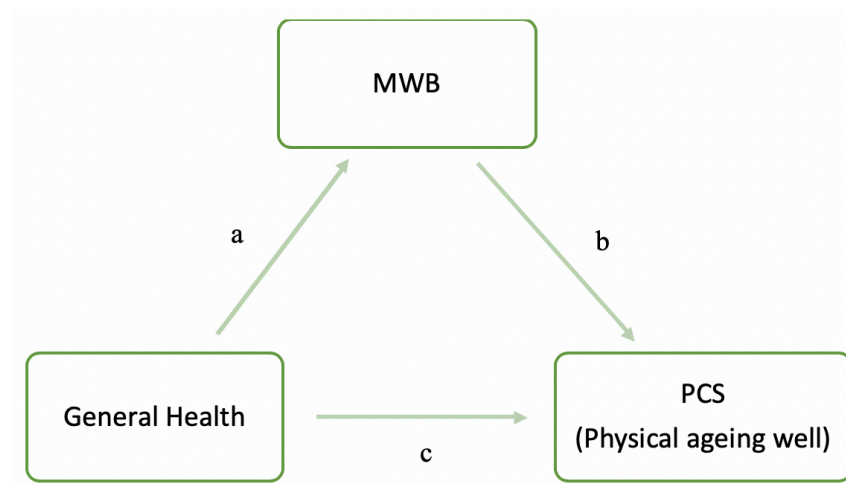 MWB
a
b
General Health
PCS
(Physical ageing well)
c